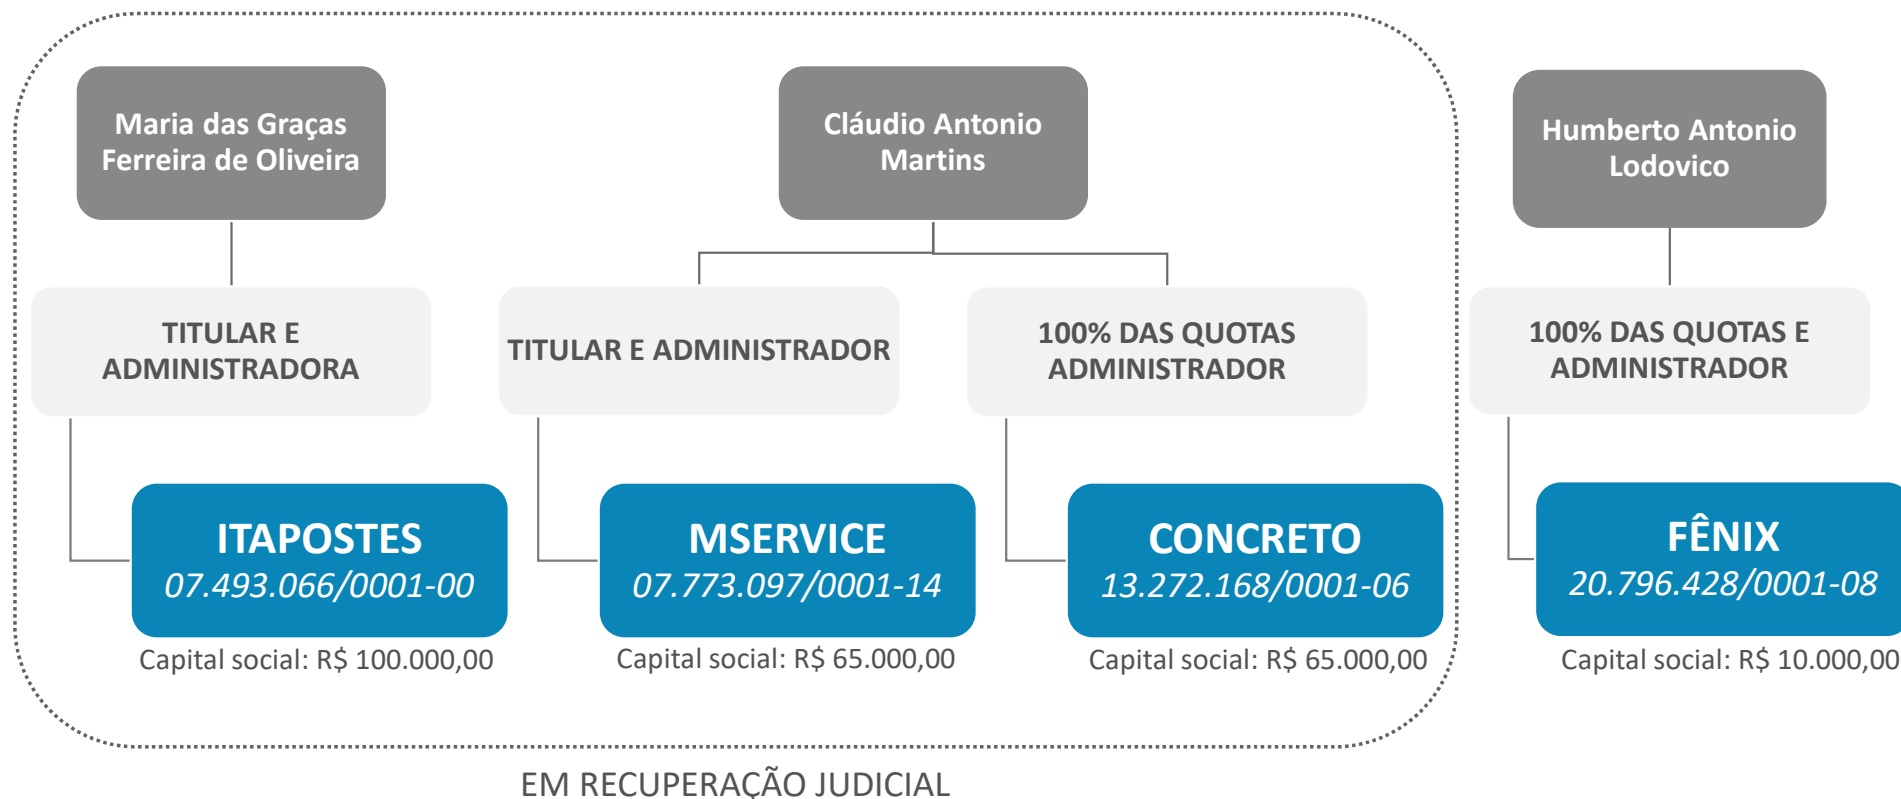 Maria das Graças
Ferreira de Oliveira
Cláudio Antonio
Martins
Humberto Antonio
Lodovico
TITULAR E
ADMINISTRADORA
TITULAR E ADMINISTRADOR
100% DAS QUOTAS
ADMINISTRADOR
100% DAS QUOTAS E
ADMINISTRADOR
ITAPOSTES
07.493.066/0001-00
MSERVICE
07.773.097/0001-14
CONCRETO
13.272.168/0001-06
FÊNIX
20.796.428/0001-08
Capital social: R$ 100.000,00
Capital social: R$ 65.000,00
Capital social: R$ 65.000,00
Capital social: R$ 10.000,00
EM RECUPERAÇÃO JUDICIAL